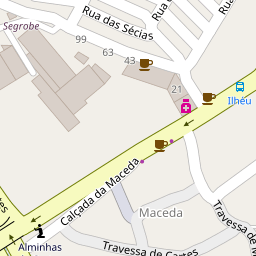 Segrobe
Rua das Sécias
99
63
43
21
Ilhéu
Calçada da Maceda
Maceda
Alminhas
Travessa de Cartes
Travessa de M